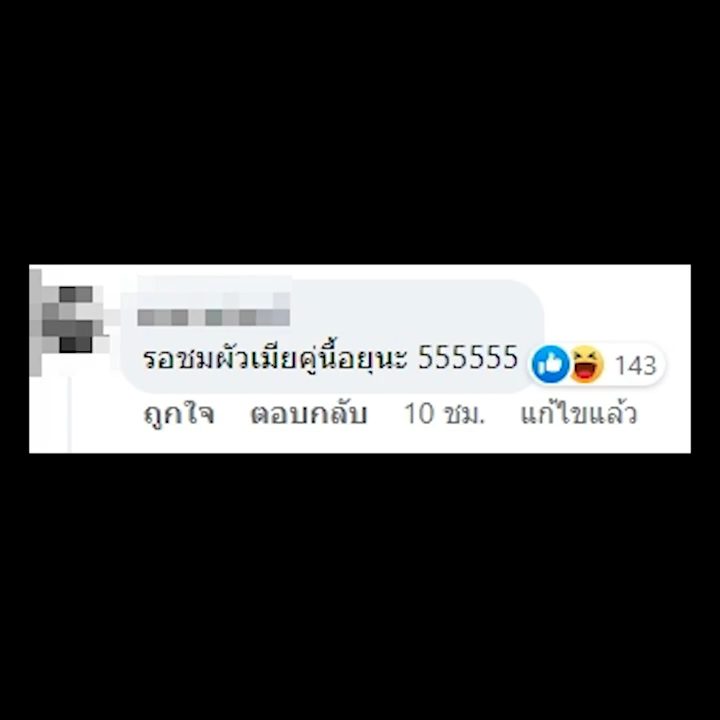 รอชมผัวเมียคู่นี้อยุนะ 555555
143
ถูกใจ ตอบกลับ 10 ชม. แก้ไขแล้ว